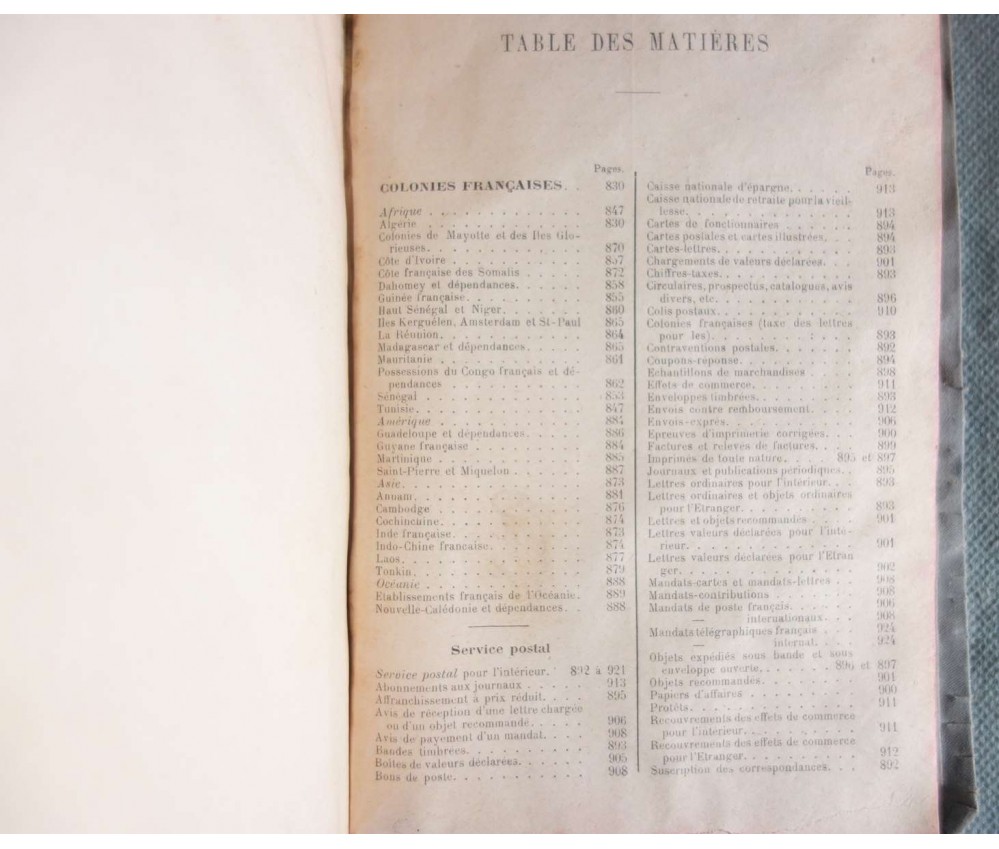 TABLE DES MATIÈRES
Pages.
COLONIES FRANÇAISES. . 830
Afrique . . . . . . . . . . . . 847
Algérie . . . . . . . . . . . . 830
Colonies de Mayotte et des Iles Glo-
rieuses. . . . . . . . . . . . 870
Côte d'Ivoire . . . . . . . . . . 857
Côte française des Somalis . . . . . 872
Dahomey et dépendances. . . . . . 858
Guinée française. . . . . . . . . 855
Haut Sénégal et Niger. . . . . . . 860
Iles Kerguélen, Amsterdam et St-Paul 865
La Réunion. . . . . . . . . . . 864
Madagascar et dépendances. . . . . 865
Mauritanie . . . . . . . . . . . 861
Possessions du Congo français et dé-
pendances . . . . . . . . . . . 862
Sénégal . . . . . . . . . . . . 853
Tunisie. . . . . . . . . . . . . 847
Amérique . . . . . . . . . . . . 884
Guadeloupe et dépendances. . . . . 886
Guyane française . . . . . . . . . 884
Martinique . . . . . . . . . . . 885
Saint-Pierre et Miquelon . . . . . . 887
Asie. . . . . . . . . . . . . . 873
Annam. . . . . . . . . . . . . 881
Cambodge . . . . . . . . . . . 876
Cochincuine. . . . . . . . . . . 874
Inde française. . . . . . . . . . 873
Indo-Chine francaise. . . . . . . . 874
Laos. . . . . . . . . . . . . . 877
Tonkin. . . . . . . . . . . . . 879
Océanie . . . . . . . . . . . . 888
Etablissements français de l'Océanie. 889
Nouvelle-Calédonie et dépendances. . 888
Service postal
Service postal pour l'intérieur. 892 à 921
Abonnements aux journaux . . . . . 913
Affranchissement à prix réduit. . . . 895
Avis de réception d'une lettre chargée
ou d'un objet recommandé. . . . . 906
Avis de payement d'un mandat. . . . 908
Bandes timbrées. . . . . . . . . . 893
Boîtes de valeurs déclarées. . . . . . 905
Bons de poste. . . . . . . . . . . 908
Pages.
Caisse nationale d'épargne. . . . . . 913
Caisse nationale de retraite pour la vieil-
lesse. . . . . . . . . . . . . . 913
Cartes de fonctionnaires . . . . . . 894
Cartes postales et cartes illustrées. . . 894
Cartes-lettres. . . . . . . . . . . 893
Chargements de valeurs déclarées. . . 901
Chiffres-taxes. . . . . . . . . . . 893
Circulaires, prospectus, catalogues, avis
divers, etc. . . . . . . . . . . . 896
Colis postaux. . . . . . . . . . . 910
Colonies françaises (taxe des lettres
pour les). . . . . . . . . . . . 893
Contraventions postales. . . . . . . 892
Coupons-réponse. . . . . . . . . . 894
Echantillons de marchandises . . . . 898
Effets de commerce. . . . . . . . . 911
Enveloppes timbrées. . . . . . . . 893
Envois contre remboursement. . . . 912
Envois-exprès. . . . . . . . . . . 906
Epreuves d'imprimerie corrigées. . . 900
Factures et relevés de factures. . . . 899
Imprimés de toute nature. . . 895 et 897
Journaux et publications périodiques. . 895
Lettres ordinaires pour l'intérieur. . . 893
Lettres ordinaires et objets ordinaires
pour l'Etranger. . . . . . . . . . 893
Lettres et objets recommandés . . . . 901
Lettres valeurs déclarées pour l'inté-
rieur. . . . . . . . . . . . . . 901
Lettres valeurs déclarées pour l'Etran
ger. . . . . . . . . . . . . . . 902
Mandats-cartes et mandats-lettres . . 908
Mandats-contributions . . . . . . . 908
Mandats de poste français. . . . . . 906
— internationaux. . . 908
Mandats télégraphiques français . . . 924
— internat. . . . 924
Objets expédiés sous bande et sous
enveloppe ouverte. . . . . . 896 et 897
Objets recommandés. . . . . . . . 901
Papiers d'affaires . . . . . . . . . 900
Protêts. . . . . . . . . . . . . 911
Recouvrements des effets de commerce
pour l'intérieur. . . . . . . . . . 911
Recouvrements des effets de commerce
pour l'Etranger. . . . . . . . . . 912
Suscription des correspondances. . . 892